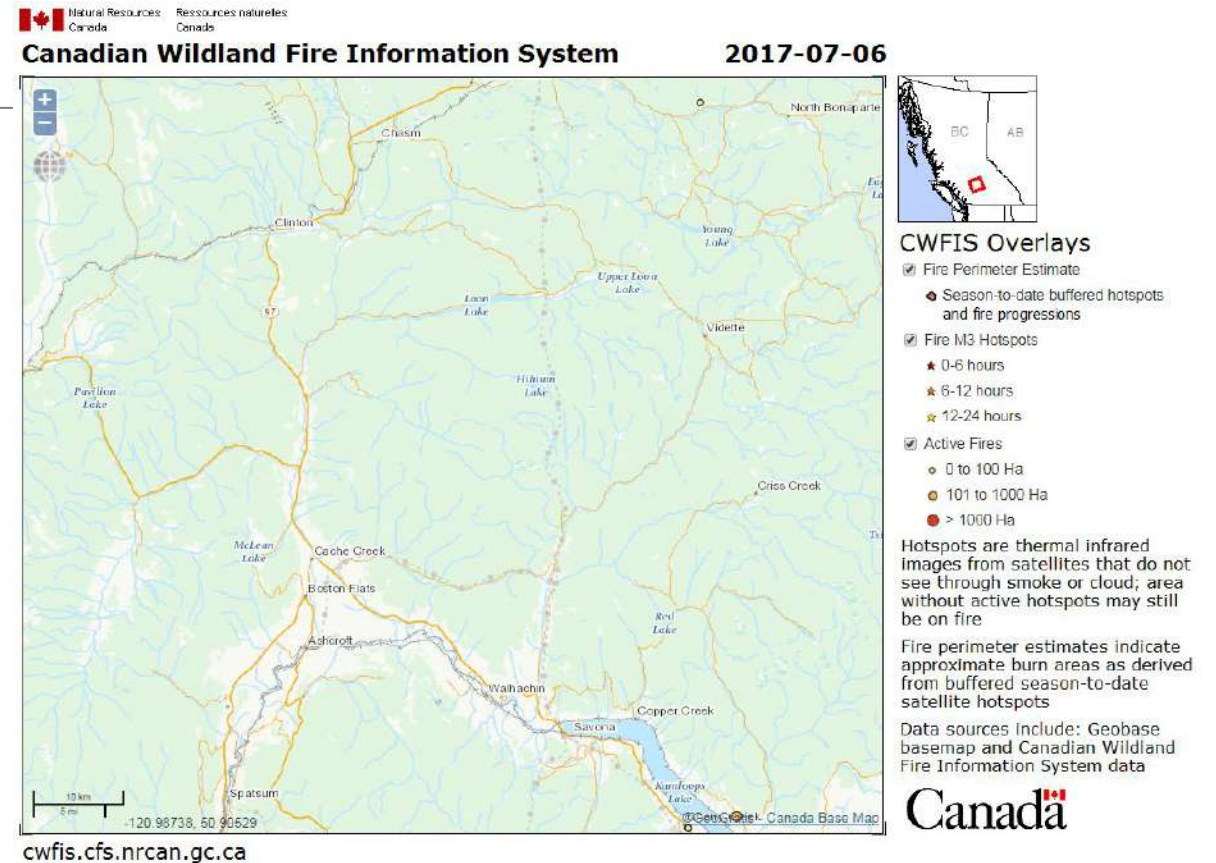 Natural Resources Canada
Ressources naturelles Canada
Canadian Wildland Fire Information System
2017-07-06
+
−
North Bonaparte
Chasm
Clinton
Young Lake
Upper Loon Lake
Loon Lake
97
Vidette
Pavilion Lake
Hihium Lake
Criss Creek
McLean Lake
Cache Creek
Boston Flats
Red Lake
Ashcroft
Walhachin
Copper Creek
Savona
Kamloops Lake
Spatsum
10 km
5 mi
-120.98738, 50.90529
Canada Base Map
cwfis.cfs.nrcan.gc.ca
BC
AB
CWFIS Overlays
Fire Perimeter Estimate
Season-to-date buffered hotspots
and fire progressions
Fire M3 Hotspots
0-6 hours
6-12 hours
12-24 hours
Active Fires
0 to 100 Ha
101 to 1000 Ha
> 1000 Ha
Hotspots are thermal infrared
images from satellites that do not
see through smoke or cloud; area
without active hotspots may still
be on fire
Fire perimeter estimates indicate
approximate burn areas as derived
from buffered season-to-date
satellite hotspots
Data sources include: Geobase
basemap and Canadian Wildland
Fire Information System data
Canada